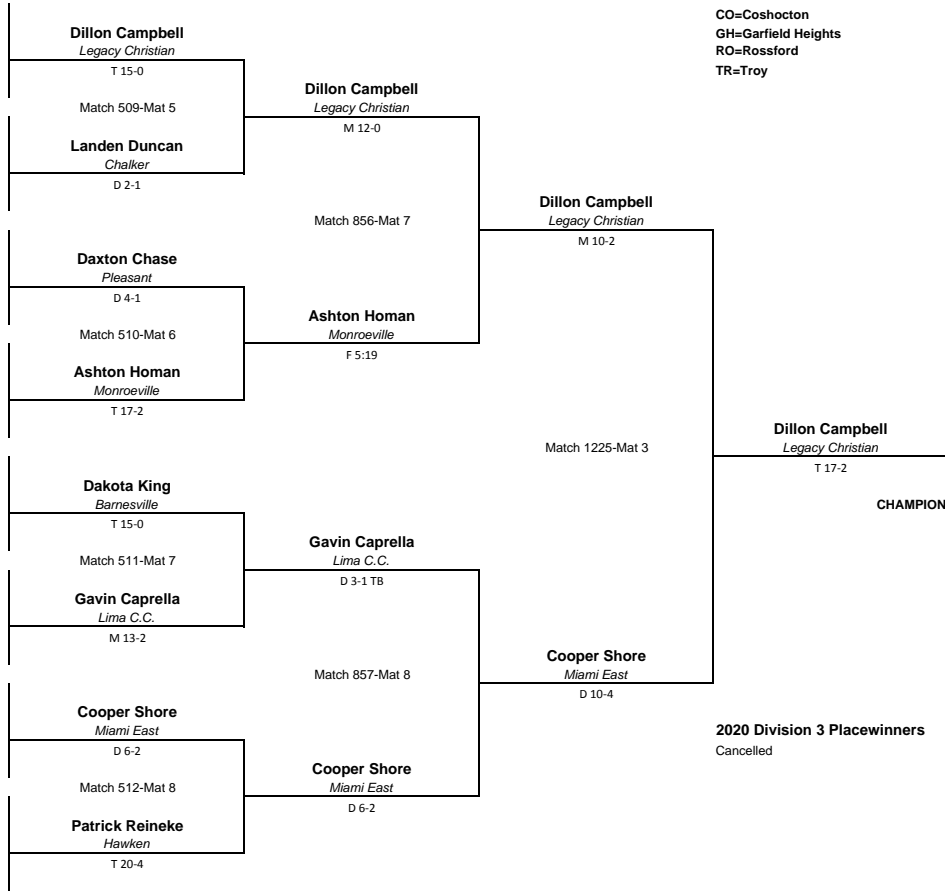 CO=Coshocton
GH=Garfield Heights
RO=Rossford
TR=Troy
Dillon Campbell
Legacy Christian
T 15-0
Match 509-Mat 5
Landen Duncan
Chalker
D 2-1
Daxton Chase
Pleasant
D 4-1
Match 510-Mat 6
Ashton Homan
Monroeville
T 17-2
Dakota King
Barnesville
T 15-0
Match 511-Mat 7
Gavin Caprella
Lima C.C.
M 13-2
Cooper Shore
Miami East
D 6-2
Match 512-Mat 8
Patrick Reineke
Hawken
T 20-4
Dillon Campbell
Legacy Christian
M 12-0
Match 856-Mat 7
Ashton Homan
Monroeville
F 5:19
Gavin Caprella
Lima C.C.
D 3-1 TB
Match 857-Mat 8
Cooper Shore
Miami East
D 6-2
Dillon Campbell
Legacy Christian
M 10-2
Match 1225-Mat 3
Cooper Shore
Miami East
D 10-4
Dillon Campbell
Legacy Christian
T 17-2
CHAMPION
2020 Division 3 Placewinners
Cancelled